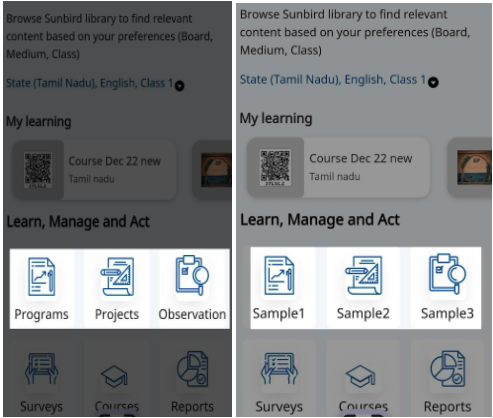 Browse Sunbird library to find relevant
content based on your preferences (Board,
Medium, Class)
State (Tamil Nadu), English, Class 1
My learning
Course Dec 22 new
Tamil nadu
Learn, Manage and Act
Programs Projects Observation
Surveys Courses Reports
Browse Sunbird library to find relevant
content based on your preferences (Board,
Medium, Class)
State (Tamil Nadu), English, Class 1
My learning
Course Dec 22 new
Tamil nadu
Learn, Manage and Act
Sample1 Sample2 Sample3
Surveys Courses Reports